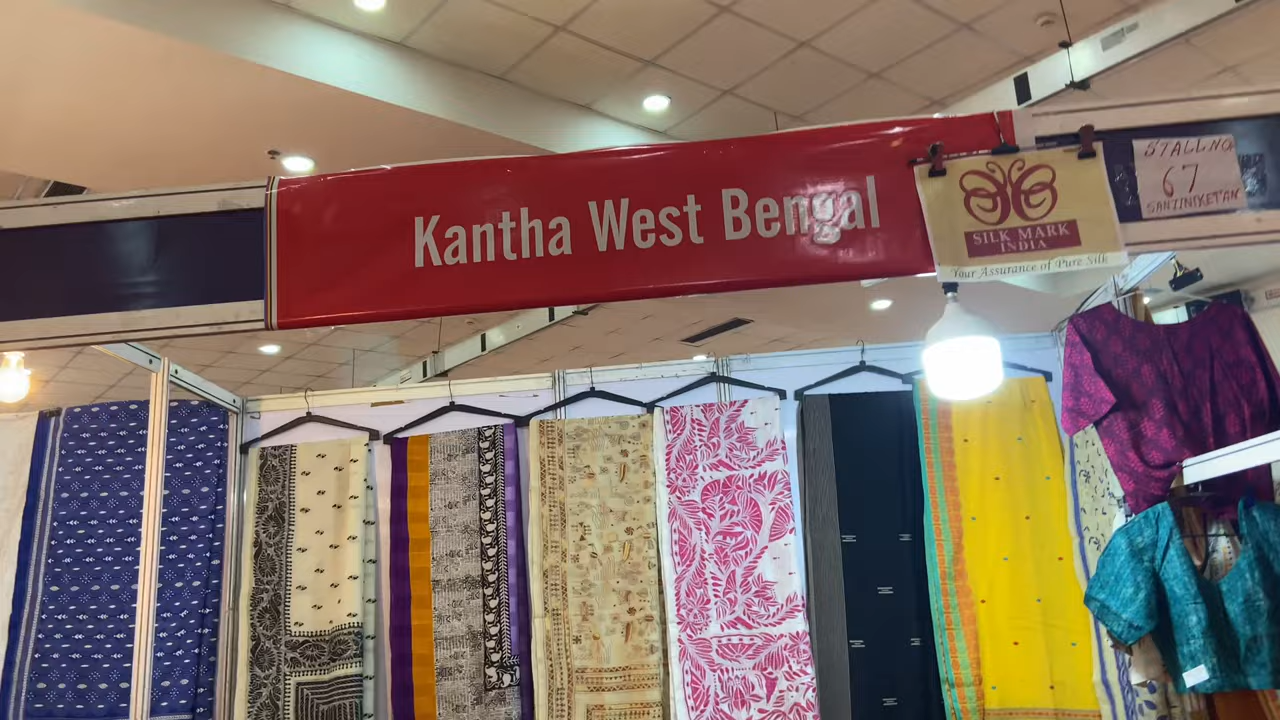 Kantha West Bengal
SILK MARK
INDIA
Your Assurance of Pure Silk
STALL NO
67
SANTINIKETAN